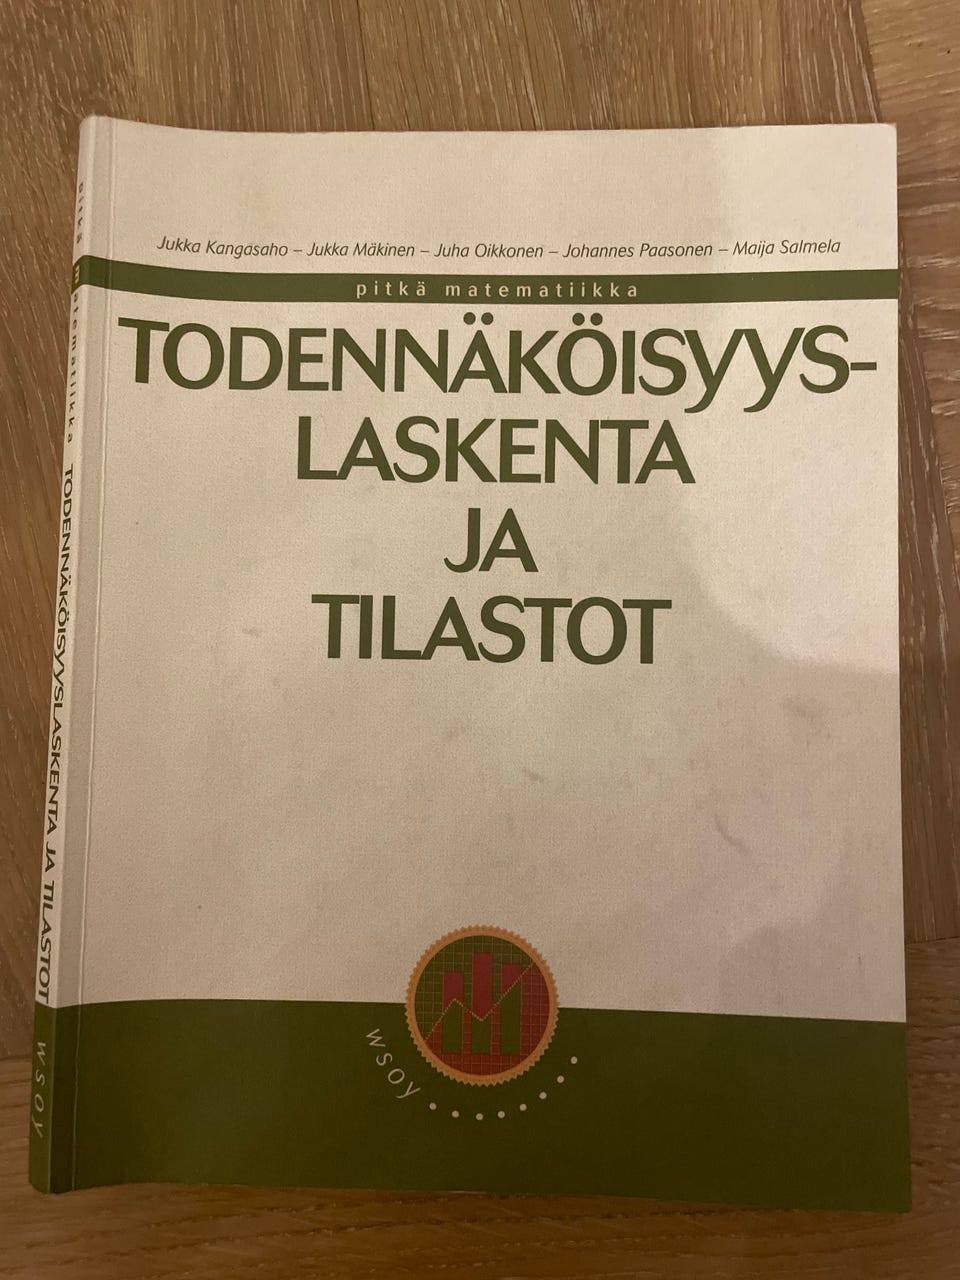 Jukka Kangasaho – Jukka Mäkinen – Juha Oikkonen – Johannes Paasonen – Maija Salmela
pitkä matematiikka
TODENNÄKÖISYYS-
LASKENTA
JA
TILASTOT
wsoy
pitkä matematiikka TODENNÄKÖISYYSLASKENTA JA TILASTOT WSOY